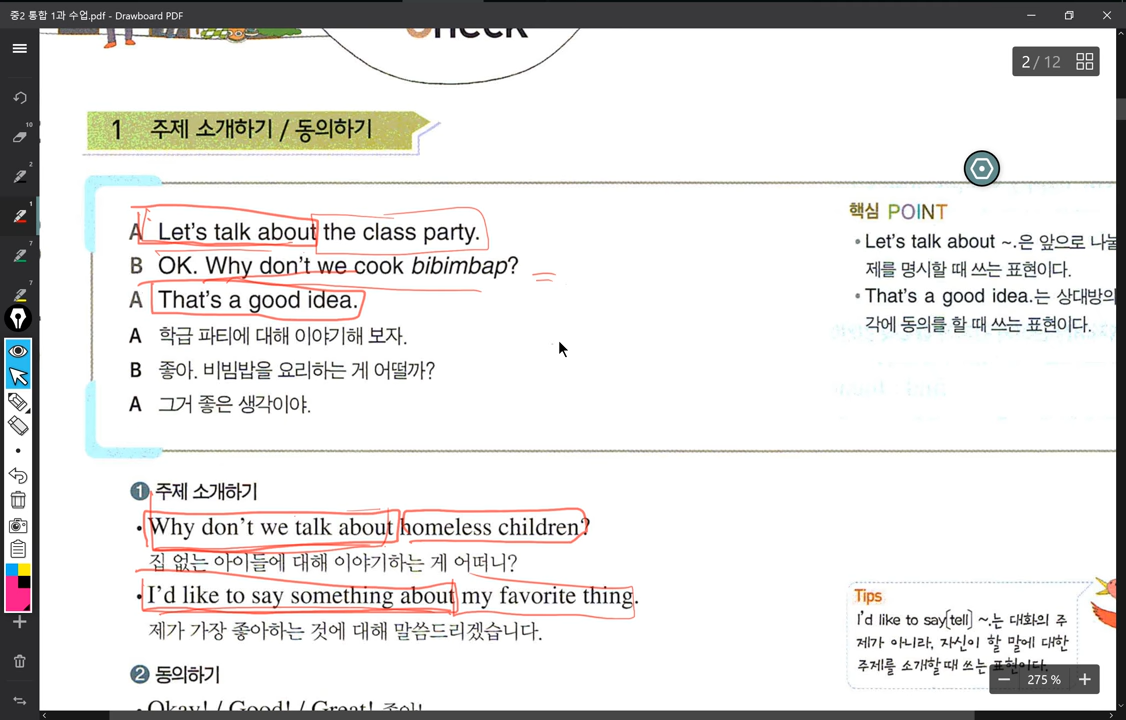 중2 통합 1과 수업.pdf - Drawboard PDF
2 / 12
1 주제 소개하기 / 동의하기
A Let's talk about the class party.
B OK. Why don't we cook bibimbap?
A That's a good idea.
A 학급 파티에 대해 이야기해 보자.
B 좋아. 비빔밥을 요리하는 게 어떨까?
A 그거 좋은 생각이야.
핵심 POINT
• Let's talk about ~.은 앞으로 나눌
제를 명시할 때 쓰는 표현이다.
• That's a good idea.는 상대방의
각에 동의를 할 때 쓰는 표현이다.
1 주제 소개하기
• Why don't we talk about homeless children?
집 없는 아이들에 대해 이야기하는 게 어떠니?
• I'd like to say something about my favorite thing.
제가 가장 좋아하는 것에 대해 말씀드리겠습니다.
Tips
I'd like to say[tell] ~.는 대화의 주
제가 아니라, 자신이 할 말에 대한
주제를 소개할 때 쓰는 표현이다.
2 동의하기
• Okay! / Good! / Great! 좋아!
275 %